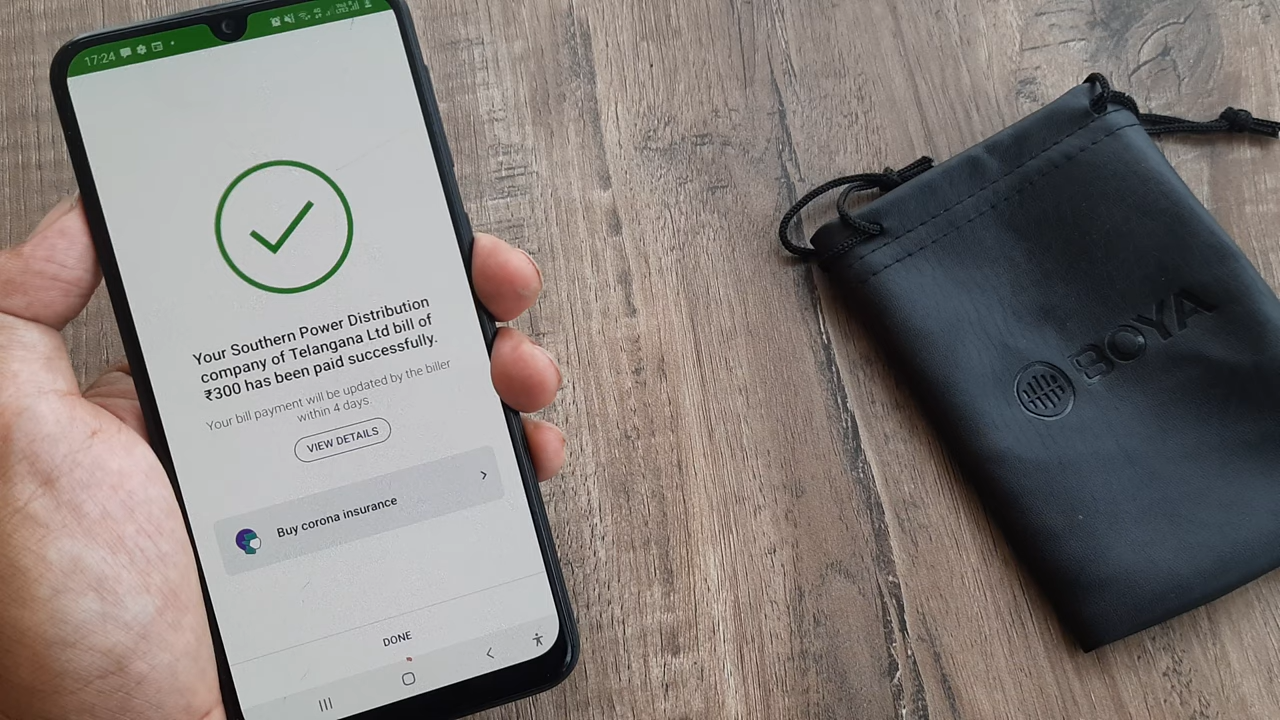 17:24
Your Southern Power Distribution
company of Telangana Ltd bill of
₹300 has been paid successfully.
Your bill payment will be updated by the biller
within 4 days.
VIEW DETAILS
Buy corona insurance
DONE
BOYA